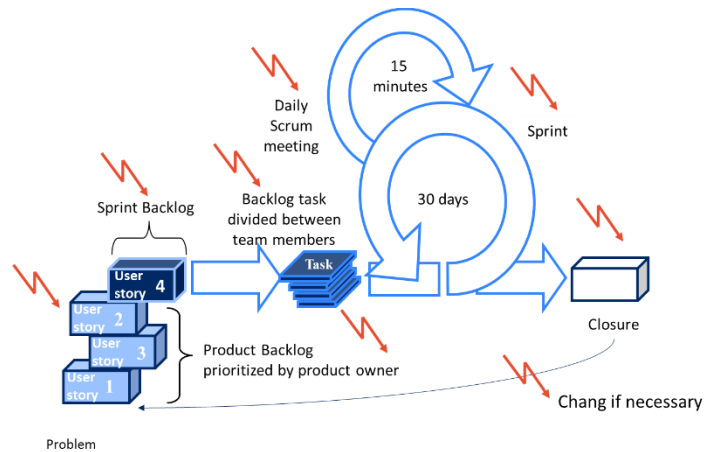 15
minutes
Daily
Scrum
meeting
Sprint
Sprint Backlog
Backlog task
divided between
team members
30 days
User
story 4
Task
User
story 2
User
story 3
User
story 1
Product Backlog
prioritized by product owner
Closure
Chang if necessary
Problem